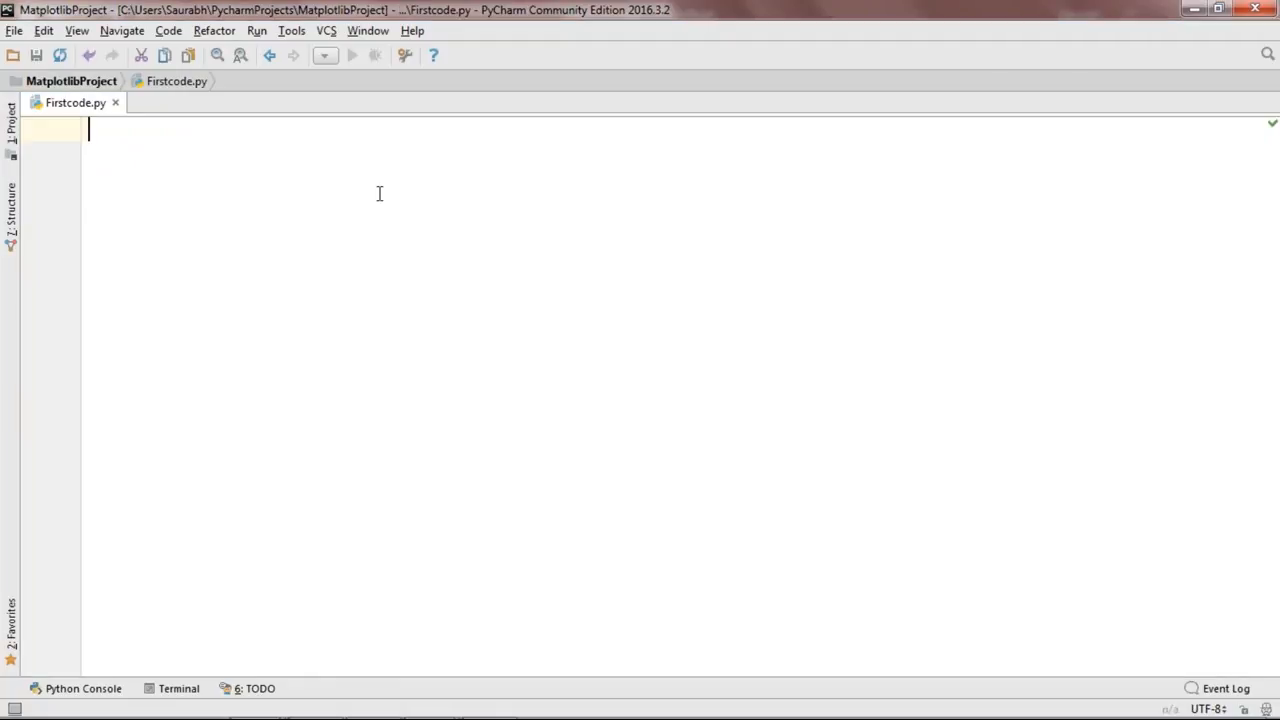 PC MatplotlibProject - [C:\Users\Saurabh\PycharmProjects\MatplotlibProject] - ...\Firstcode.py - PyCharm Community Edition 2016.3.2
File Edit View Navigate Code Refactor Run Tools VCS Window Help
MatplotlibProject Firstcode.py
Firstcode.py
1: Project
7: Structure
2: Favorites
Python Console Terminal 6: TODO Event Log
n/a UTF-8